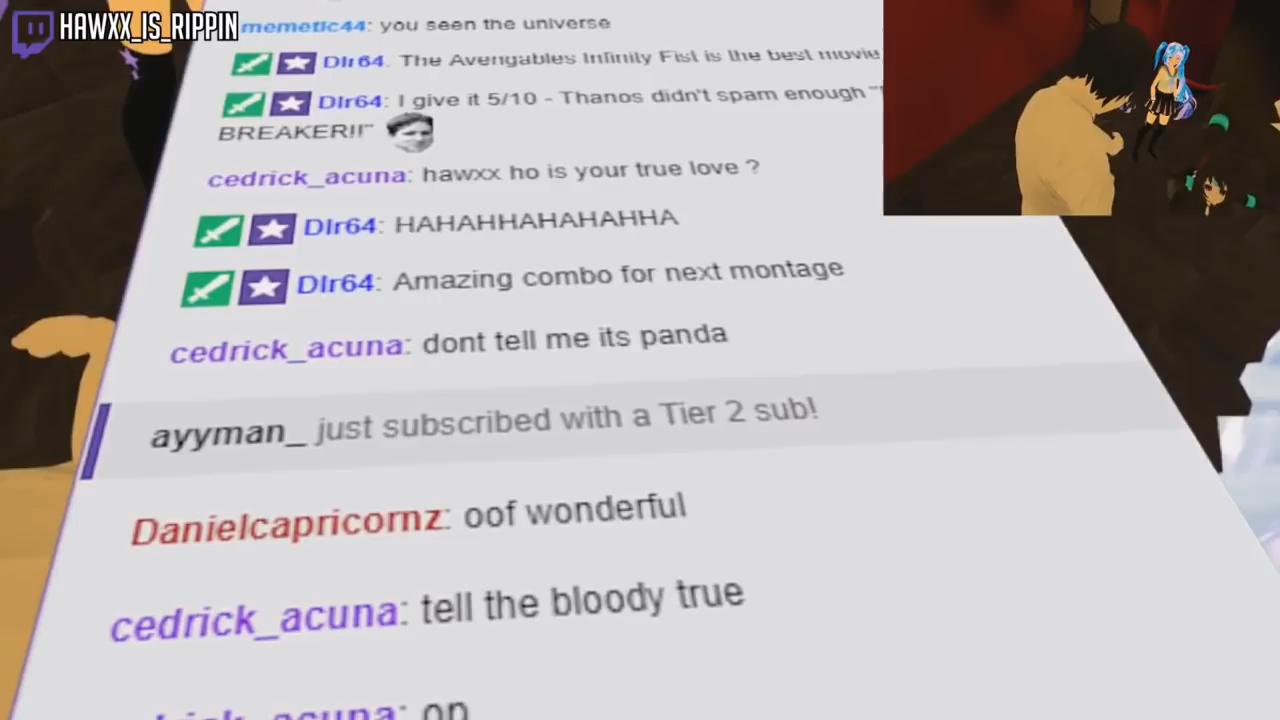 HAWXX_IS_RIPPIN
memetic44: you seen the universe
Dlr64: The Avengables Infinity Fist is the best movie
Dlr64: I give it 5/10 - Thanos didn't spam enough "
BREAKER!!"
cedrick_acuna: hawxx ho is your true love ?
Dlr64: HAHAHHAHAHAHHA
Dlr64: Amazing combo for next montage
cedrick_acuna: dont tell me its panda
ayyman_ just subscribed with a Tier 2 sub!
Danielcapricornz: oof wonderful
cedrick_acuna: tell the bloody true